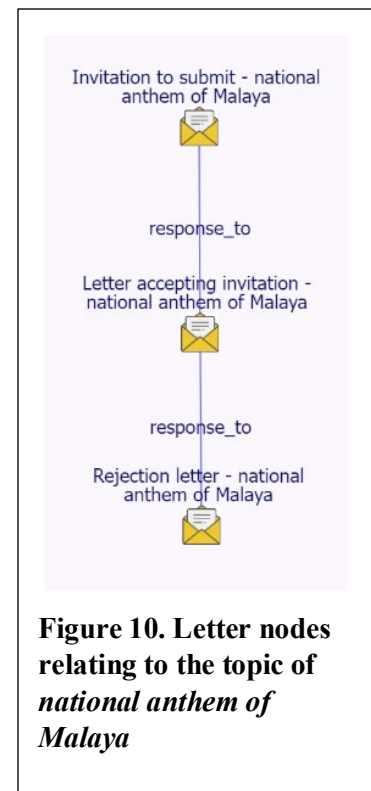 Invitation to submit - national
anthem of Malaya
response_to
Letter accepting invitation -
national anthem of Malaya
response_to
Rejection letter - national
anthem of Malaya
Figure 10. Letter nodes
relating to the topic of
national anthem of
Malaya